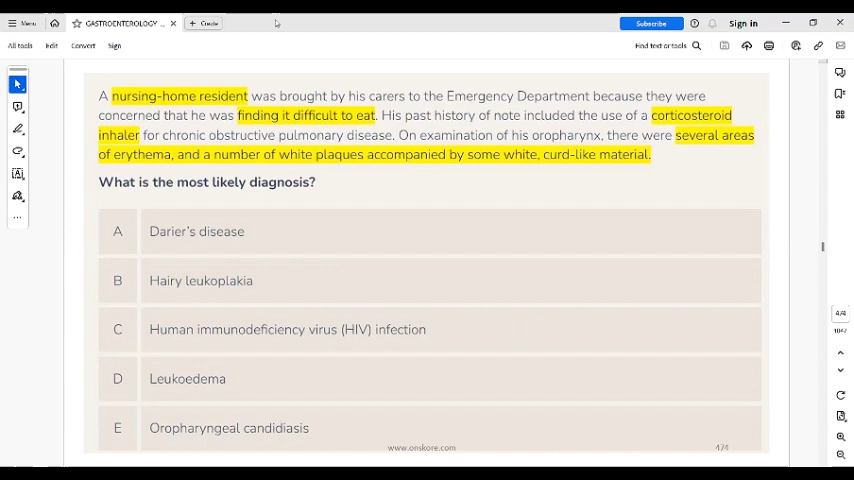 Menu
GASTROENTEROLOGY ...
Create
Subscribe
Sign in
All tools
Edit
Convert
Sign
Find text or tools
A nursing-home resident was brought by his carers to the Emergency Department because they were
concerned that he was finding it difficult to eat. His past history of note included the use of a corticosteroid
inhaler for chronic obstructive pulmonary disease. On examination of his oropharynx, there were several areas
of erythema, and a number of white plaques accompanied by some white, curd-like material.
What is the most likely diagnosis?
A Darier's disease
B Hairy leukoplakia
C Human immunodeficiency virus (HIV) infection
D Leukoedema
E Oropharyngeal candidiasis
www.onskore.com
474
4/4